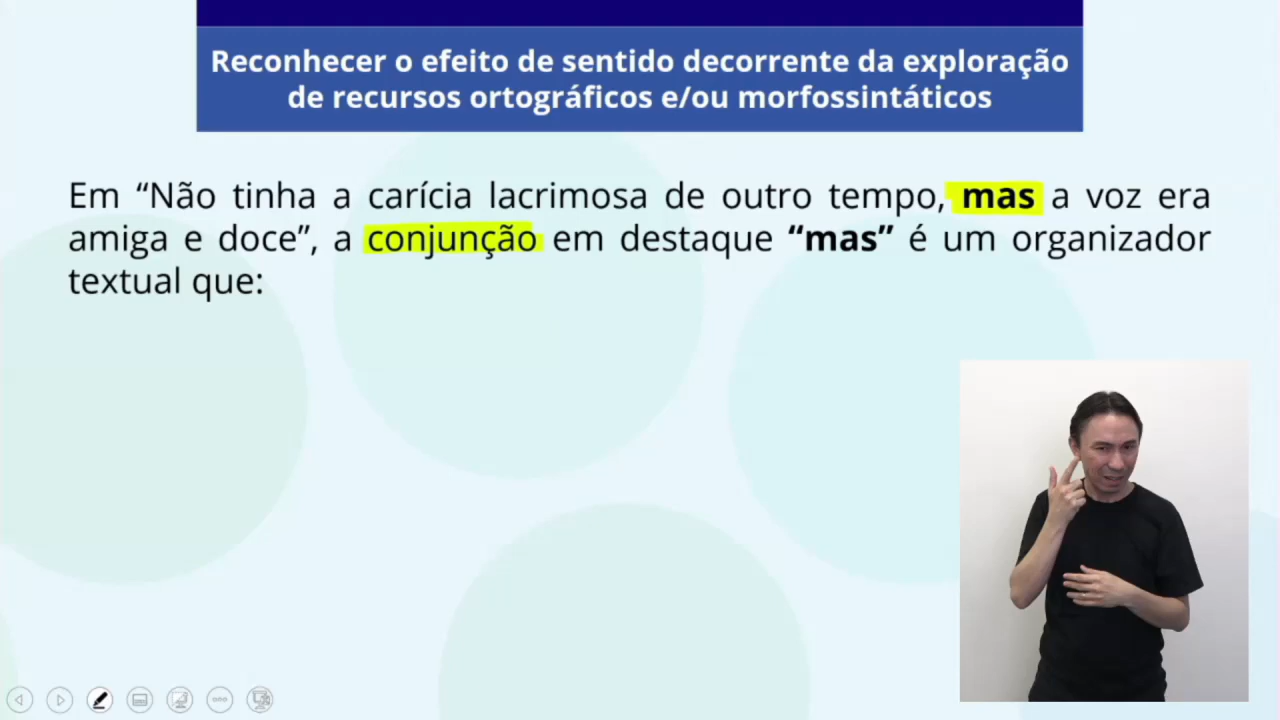 Reconhecer o efeito de sentido decorrente da exploração
de recursos ortográficos e/ou morfossintáticos
Em “Não tinha a carícia lacrimosa de outro tempo, mas a voz era
amiga e doce”, a conjunção em destaque “mas” é um organizador
textual que: